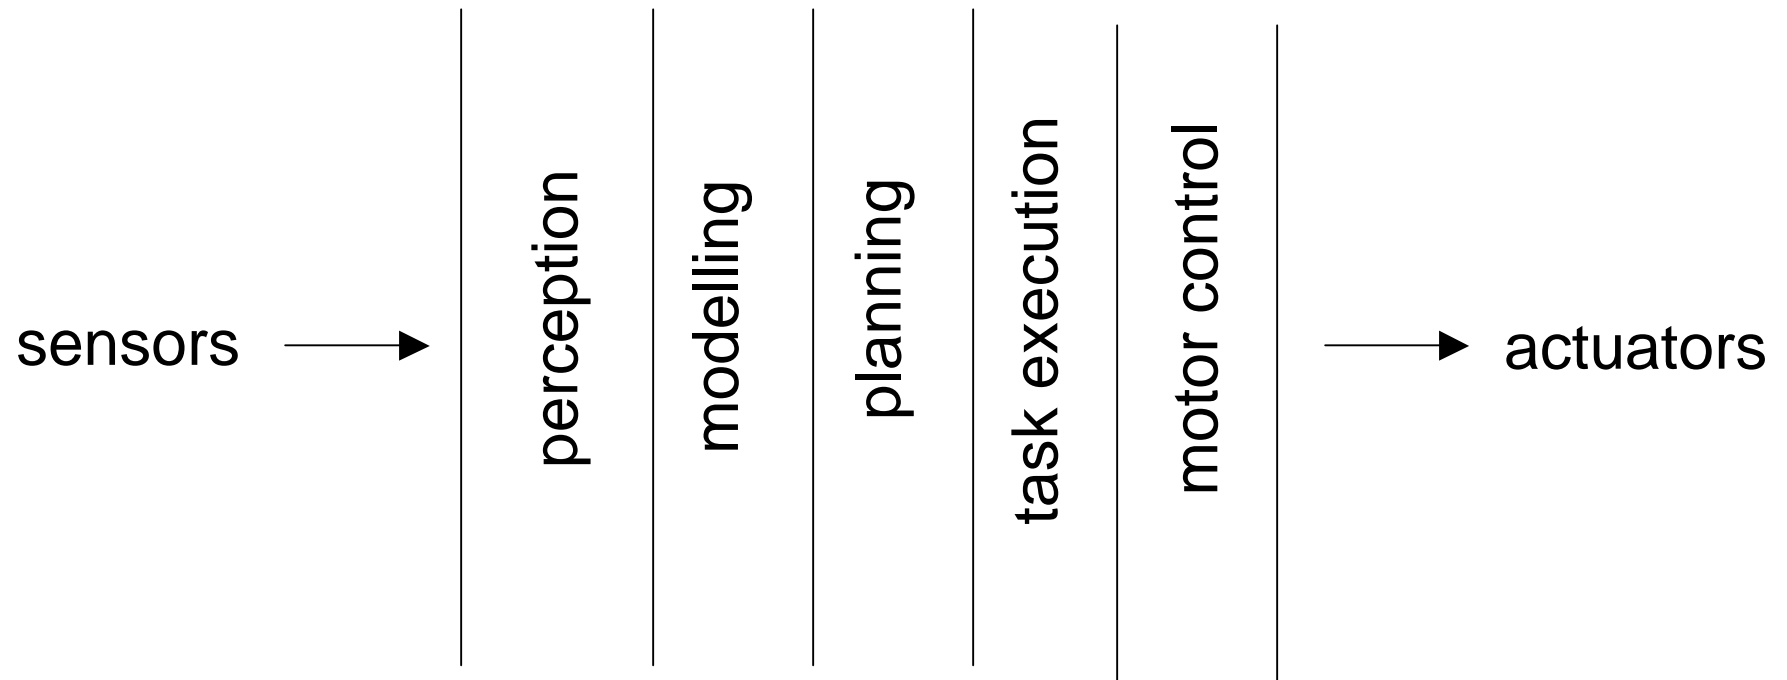 sensors
perception
modelling
planning
task execution
motor control
actuators